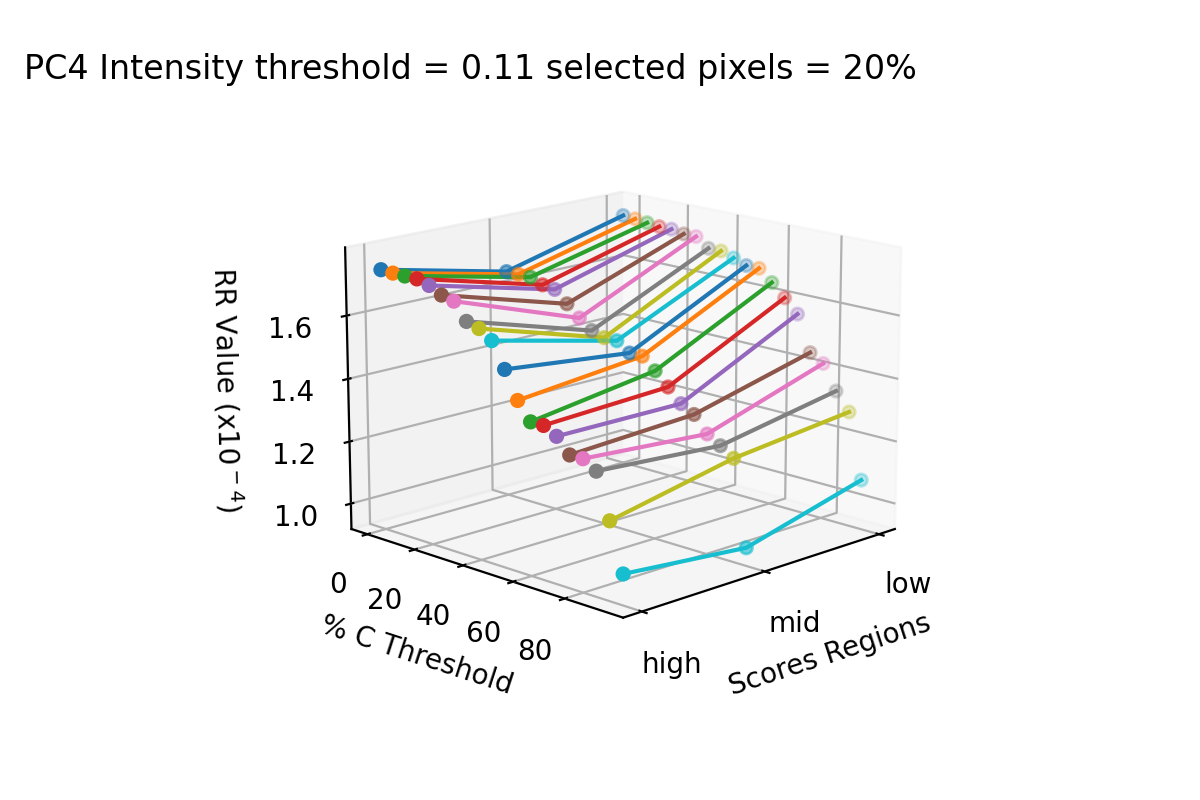 PC4 Intensity threshold = 0.11 selected pixels = 20%
RR Value (x10⁻⁴)
1.6
1.4
1.2
1.0
0
20
40
60
80
% C Threshold
high
mid
low
Scores Regions